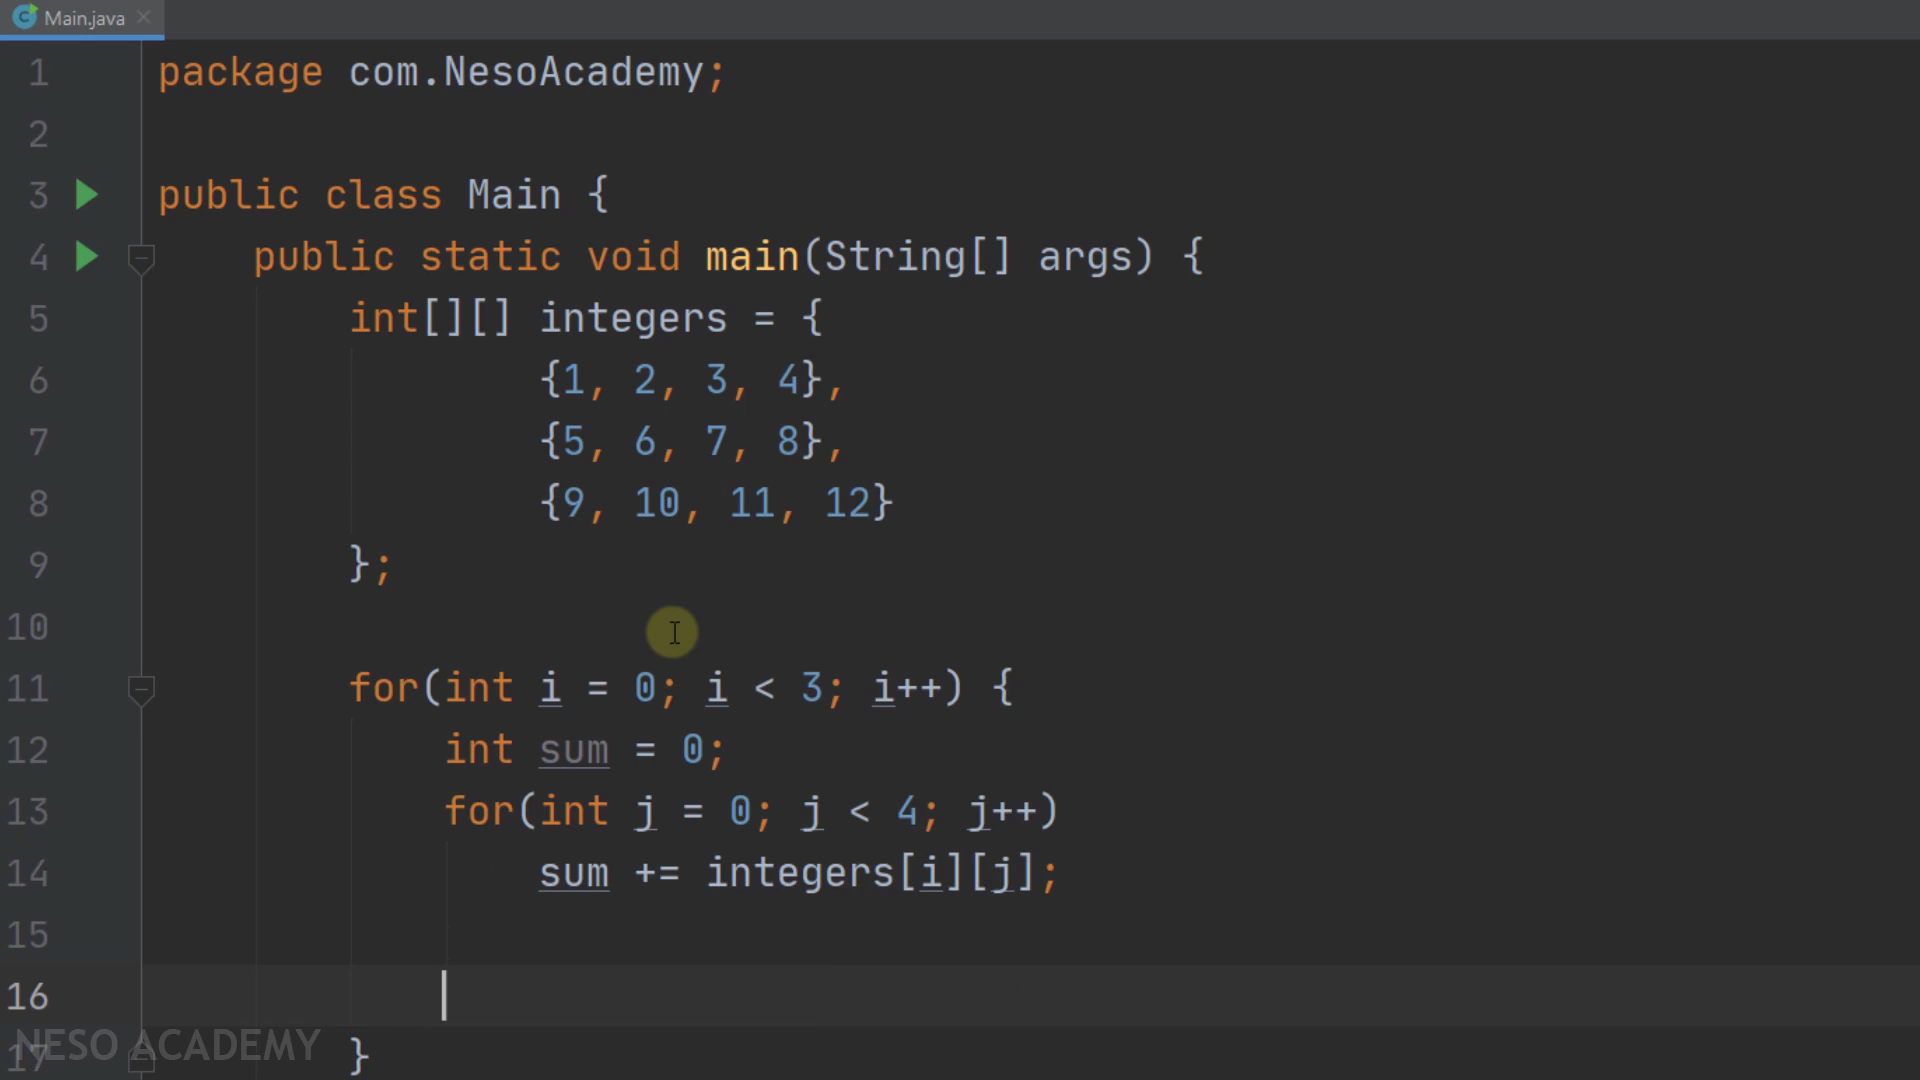 Main.java
1 package com.NesoAcademy;
2
3 public class Main {
4 public static void main(String[] args) {
5 int[][] integers = {
6 {1, 2, 3, 4},
7 {5, 6, 7, 8},
8 {9, 10, 11, 12}
9 };
10
11 for(int i = 0; i < 3; i++) {
12 int sum = 0;
13 for(int j = 0; j < 4; j++)
14 sum += integers[i][j];
15
16
17 }
NESO ACADEMY